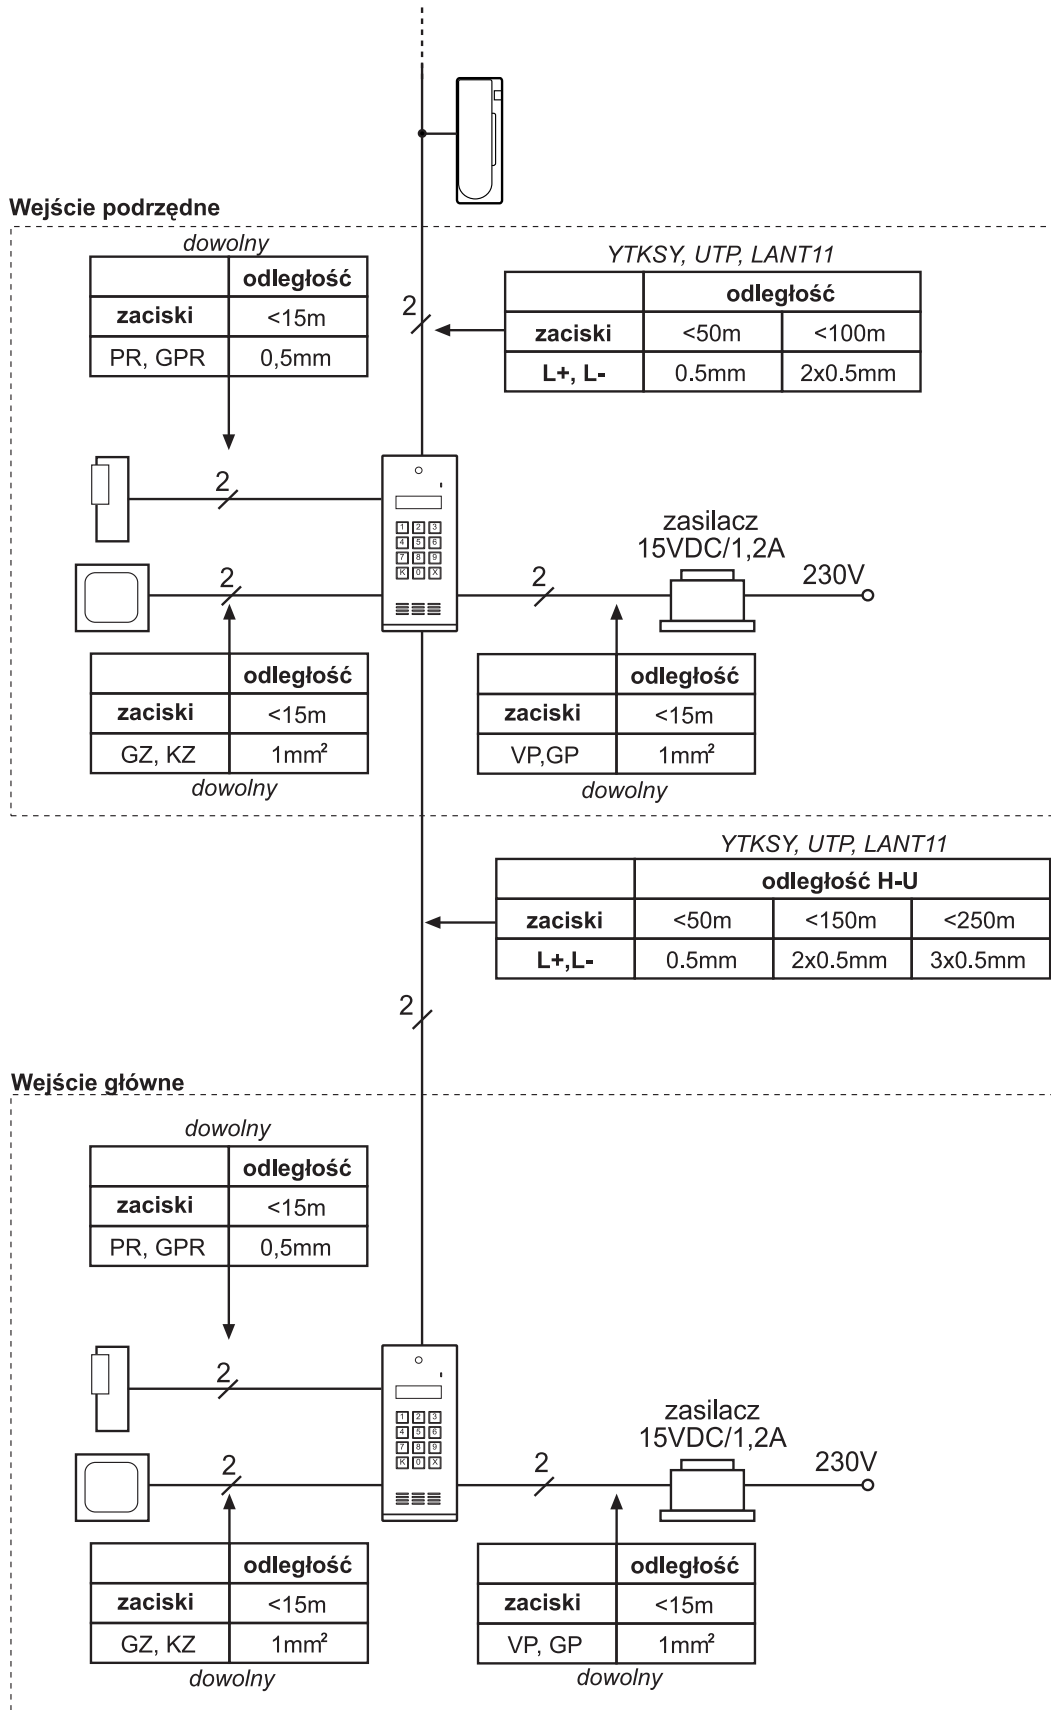 Wejście podrzędne
dowolny
odległość
zaciski <15m
PR, GPR 0,5mm
YTKSY, UTP, LANT11
odległość
zaciski <50m <100m
L+, L- 0.5mm 2x0.5mm
2
2
1 2 3
4 5 6
7 8 9
K 0 X
zasilacz
15VDC/1,2A
2
2
230V
odległość
zaciski <15m
GZ, KZ 1mm²
dowolny
odległość
zaciski <15m
VP,GP 1mm²
dowolny
YTKSY, UTP, LANT11
odległość H-U
zaciski <50m <150m <250m
L+,L- 0.5mm 2x0.5mm 3x0.5mm
2
Wejście główne
dowolny
odległość
zaciski <15m
PR, GPR 0,5mm
2
1 2 3
4 5 6
7 8 9
K 0 X
zasilacz
15VDC/1,2A
2
2
230V
odległość
zaciski <15m
GZ, KZ 1mm²
dowolny
odległość
zaciski <15m
VP, GP 1mm²
dowolny